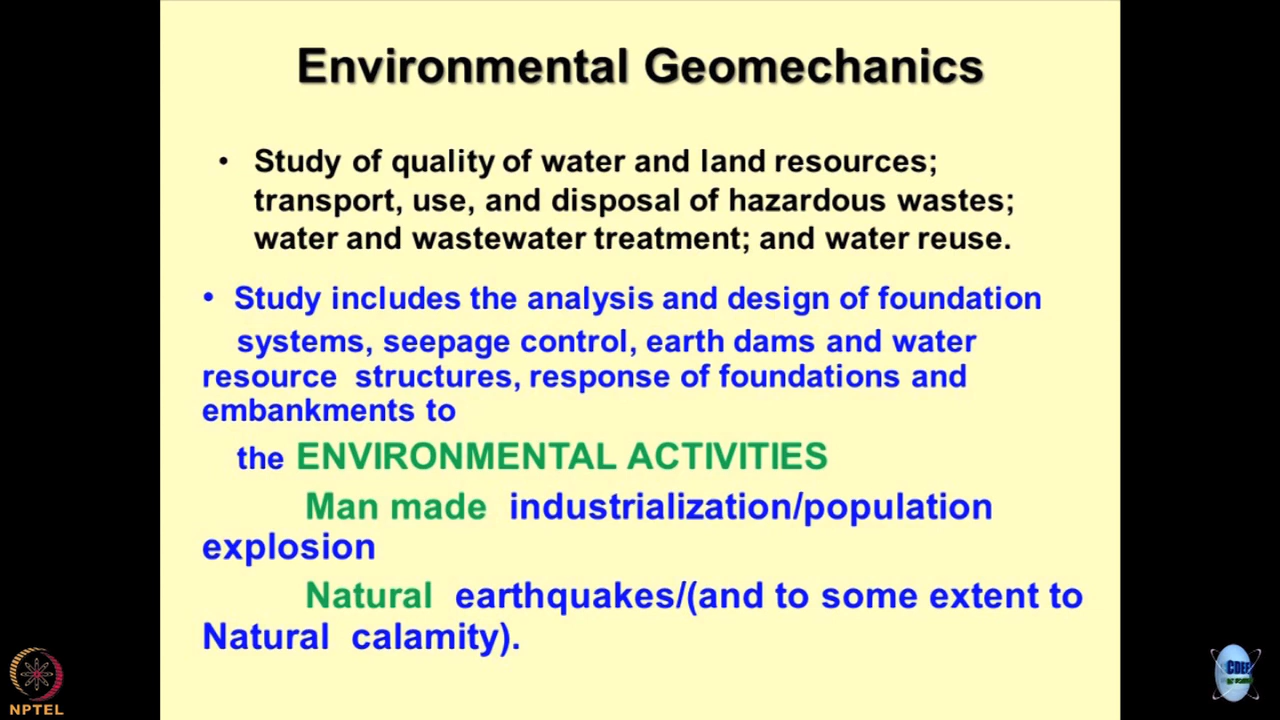 Environmental Geomechanics
• Study of quality of water and land resources;
transport, use, and disposal of hazardous wastes;
water and wastewater treatment; and water reuse.
• Study includes the analysis and design of foundation
systems, seepage control, earth dams and water
resource structures, response of foundations and
embankments to
the ENVIRONMENTAL ACTIVITIES
Man made industrialization/population
explosion
Natural earthquakes/(and to some extent to
Natural calamity).
NPTEL
CDEEP